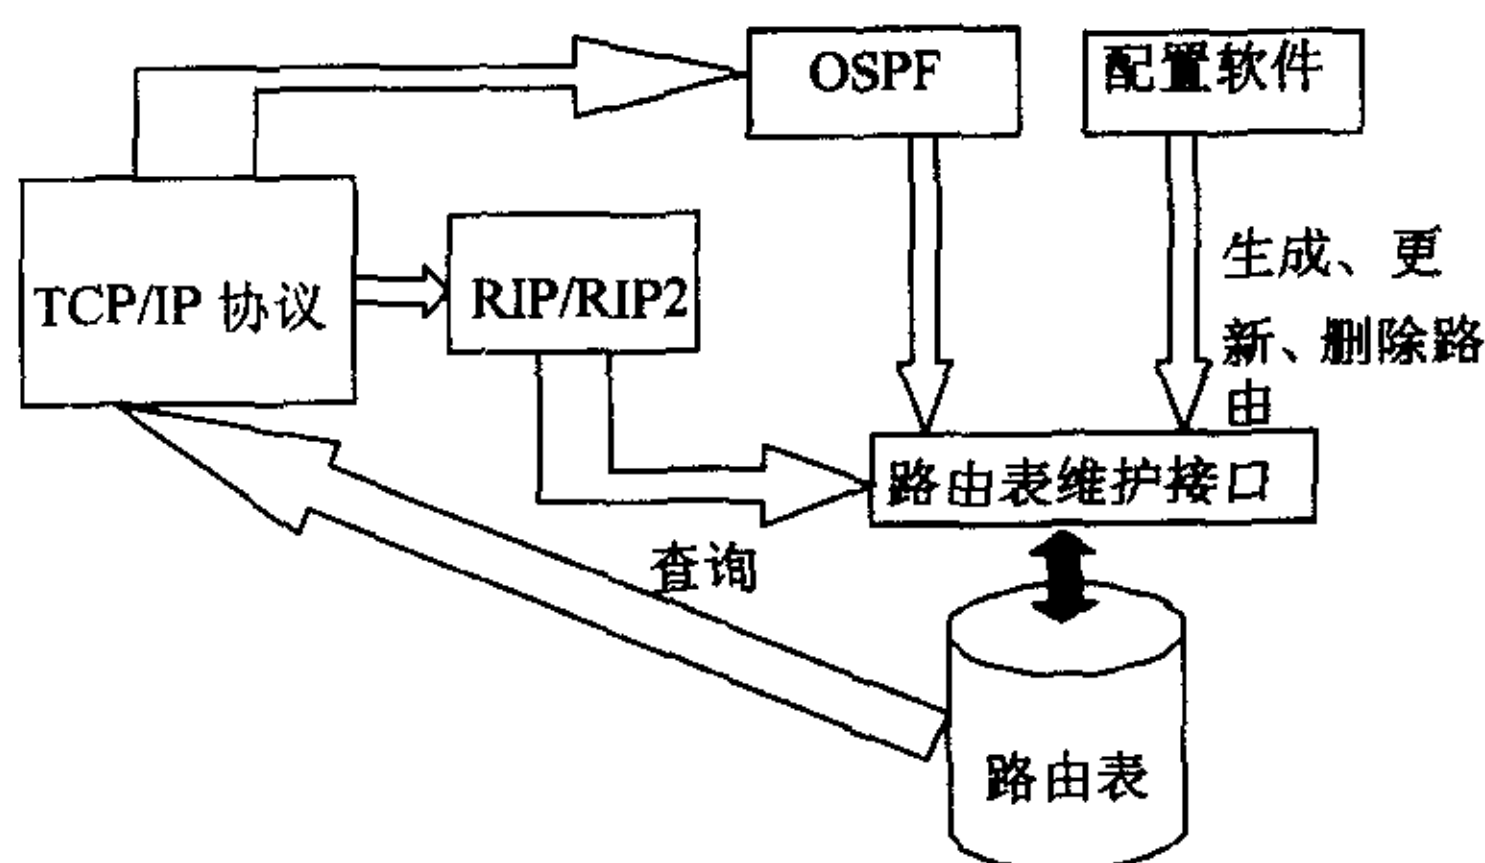 OSPF
配置软件
TCP/IP 协议
RIP/RIP2
生成、更
新、删除路
由
路由表维护接口
查询
路由表